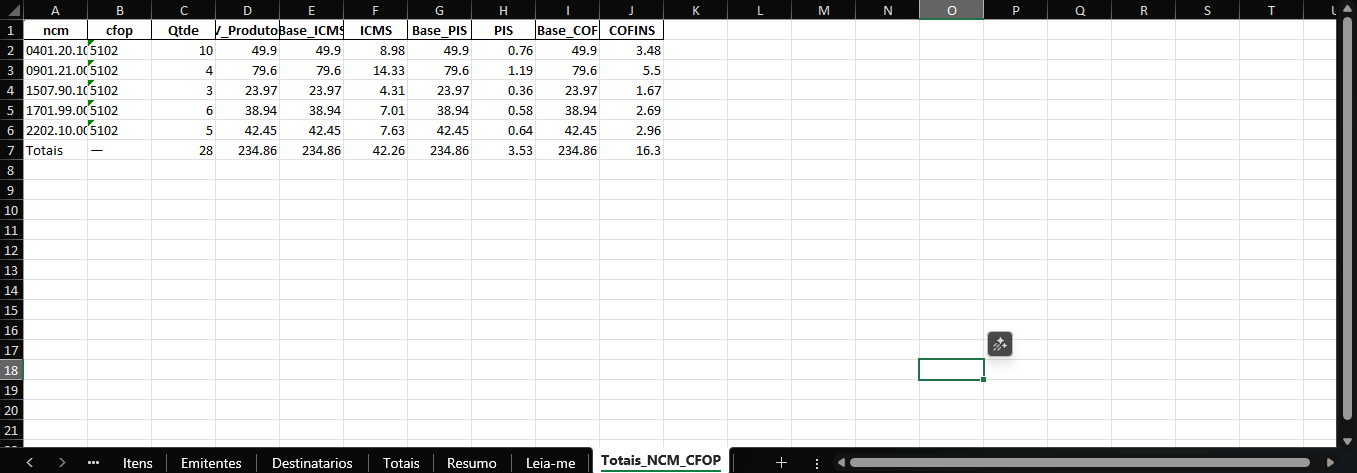 A B C D E F G H I J K L M N O P Q R S T
1 ncm cfop Qtde V_Produto Base_ICMS ICMS Base_PIS PIS Base_COF COFINS
2 0401.20.10 5102 10 49.9 49.9 8.98 49.9 0.76 49.9 3.48
3 0901.21.00 5102 4 79.6 79.6 14.33 79.6 1.19 79.6 5.5
4 1507.90.10 5102 3 23.97 23.97 4.31 23.97 0.36 23.97 1.67
5 1701.99.00 5102 6 38.94 38.94 7.01 38.94 0.58 38.94 2.69
6 2202.10.00 5102 5 42.45 42.45 7.63 42.45 0.64 42.45 2.96
7 Totais — 28 234.86 234.86 42.26 234.86 3.53 234.86 16.3
8
9
10
11
12
13
14
15
16
17
18
19
20
21
Itens Emitentes Destinatarios Totais Resumo Leia-me Totais_NCM_CFOP